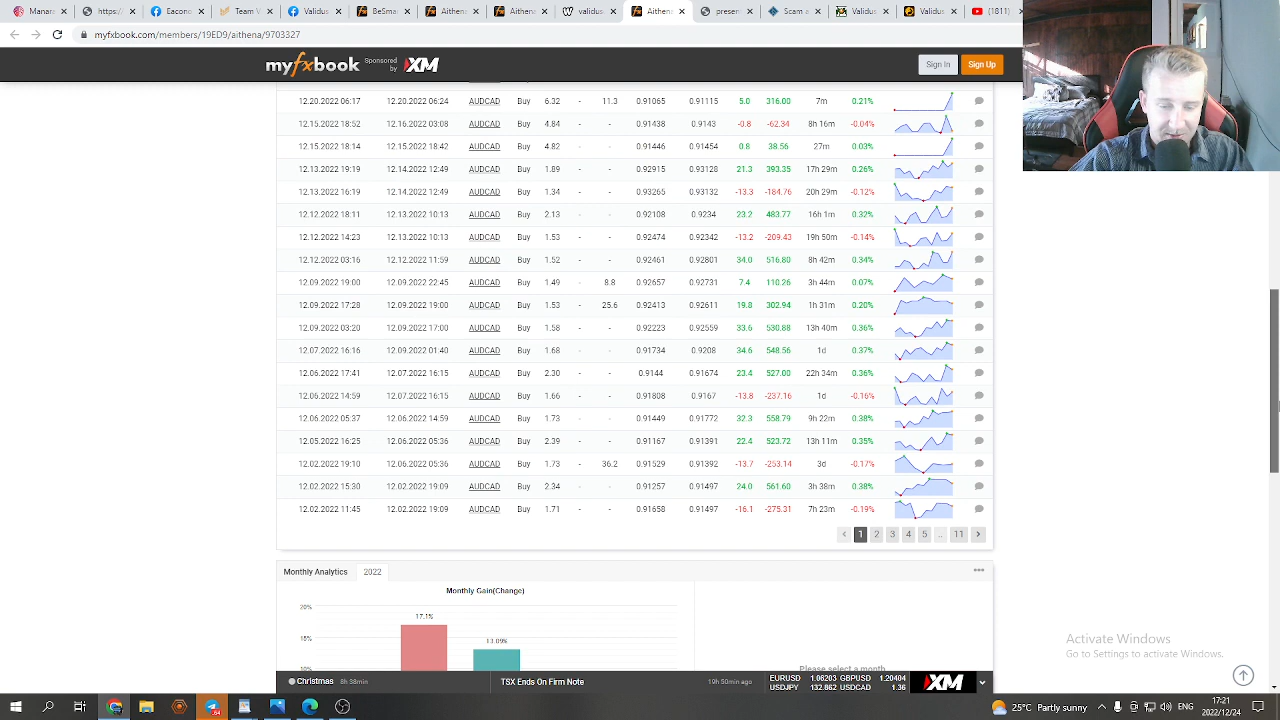 Aither
https:/
Facebo
Validus
Team V
Backsp
Aither
Validus
Aither
presen
Scam a
Validus
Validus
(1811)
myfxbook.com/members/19ED9/aithena/9703327
myfxbook Sponsored by XM Sign In Sign Up
12.20.2022 06:17 12.20.2022 06:24 AUDCAD Buy 6.32 - 11.3 0.91065 0.91115 5.0 316.00 7m 0.21%
12.15.2022 18:53 12.16.2022 03:08 AUDCAD Buy 4.84 - - 0.91438 0.9143 -0.8 -62.34 8h 16m -0.04%
12.15.2022 18:14 12.15.2022 18:42 AUDCAD Buy 4.82 - - 0.91446 0.91454 0.8 38.56 27m 0.03%
12.13.2022 19:19 12.14.2022 12:49 AUDCAD Buy 1.89 - - 0.92915 0.93128 21.3 393.35 17h 29m 0.26%
12.13.2022 16:19 12.14.2022 12:49 AUDCAD Buy 1.34 - - 0.93265 0.93132 -13.3 -184.76 20h 29m -0.12%
12.12.2022 18:11 12.13.2022 10:13 AUDCAD Buy 2.13 - - 0.92108 0.9234 23.2 483.77 16h 1m 0.32%
12.12.2022 14:23 12.13.2022 10:13 AUDCAD Buy 1.53 - - 0.92474 0.92342 -13.2 -209.43 19h 50m -0.14%
12.12.2022 03:16 12.12.2022 11:59 AUDCAD Buy 1.52 - - 0.92461 0.92801 34.0 516.80 8h 42m 0.34%
12.09.2022 19:00 12.09.2022 22:45 AUDCAD Buy 1.49 - 8.8 0.92657 0.92731 7.4 110.26 3h 44m 0.07%
12.09.2022 17:28 12.09.2022 19:00 AUDCAD Buy 1.53 - 25.6 0.92413 0.92611 19.8 302.94 1h 31m 0.20%
12.09.2022 03:20 12.09.2022 17:00 AUDCAD Buy 1.58 - - 0.92223 0.92559 33.6 530.88 13h 40m 0.36%
12.07.2022 16:16 12.09.2022 01:40 AUDCAD Buy 1.68 - - 0.91734 0.9208 34.6 548.56 1d 0.37%
12.06.2022 17:41 12.07.2022 16:15 AUDCAD Buy 2.30 - - 0.9144 0.91674 23.4 527.00 22h 34m 0.36%
12.06.2022 14:59 12.07.2022 16:15 AUDCAD Buy 1.66 - - 0.91808 0.9167 -13.8 -237.16 1d -0.16%
12.06.2022 05:37 12.06.2022 14:59 AUDCAD Buy 1.73 - - 0.91449 0.91772 32.3 558.79 9h 22m 0.38%
12.05.2022 16:25 12.06.2022 05:36 AUDCAD Buy 2.39 - - 0.91167 0.91391 22.4 523.72 13h 11m 0.35%
12.02.2022 19:10 12.06.2022 05:36 AUDCAD Buy 1.73 - 36.2 0.91529 0.91392 -13.7 -253.14 3d -0.17%
12.02.2022 15:30 12.02.2022 19:09 AUDCAD Buy 2.34 - - 0.91257 0.91497 24.0 561.60 3h 38m 0.38%
12.02.2022 11:45 12.02.2022 19:09 AUDCAD Buy 1.71 - - 0.91658 0.91497 -16.1 -275.31 7h 23m -0.19%
‹ 1 2 3 4 5 .. 11 ›
Monthly Analytics 2022
Monthly Gain(Change)
20%
17.1%
15%
13.09%
10%
Please select a month
Activate Windows
Go to Settings to activate Windows.
Christmas 8h 38min TSX Ends On Firm Note 10h 50min ago
EURUSD 1.06206 GBPUSD 1.20404
USDJPY 132.862 USDCAD 1.36
XM
2022/12/25